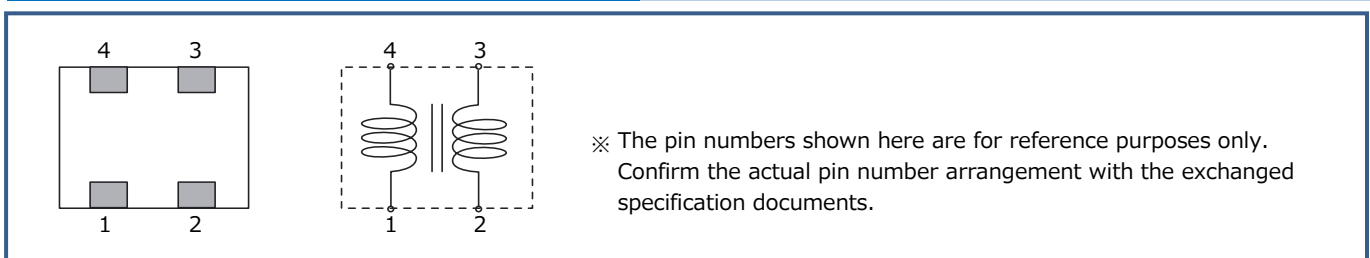 4 3
4 3
※ The pin numbers shown here are for reference purposes only.
Confirm the actual pin number arrangement with the exchanged
specification documents.
1 2
1 2